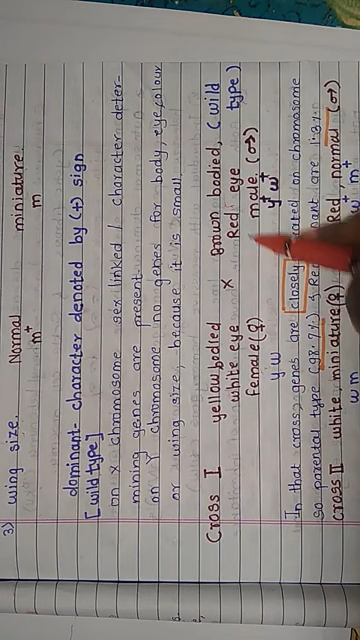 3) wing size. Normal miniature
m+ m
dominant- character denoted by (+) sign
[wild type]
on X chromosome sex linked / character deter-
mining genes are present
on Y chromosome no genes for body, eye colour
or wing size, because it is small.
Cross I yellow bodied Brown bodied, (wild
white eye X Red eye type)
female (♀) male. (♂)
y w y+ w+
In that cross, genes are closely located on chromosome
so parental type (98.7%) & are 1.3%
cross II white, miniature (♀) Red, normal (♂)
w m w+ m+